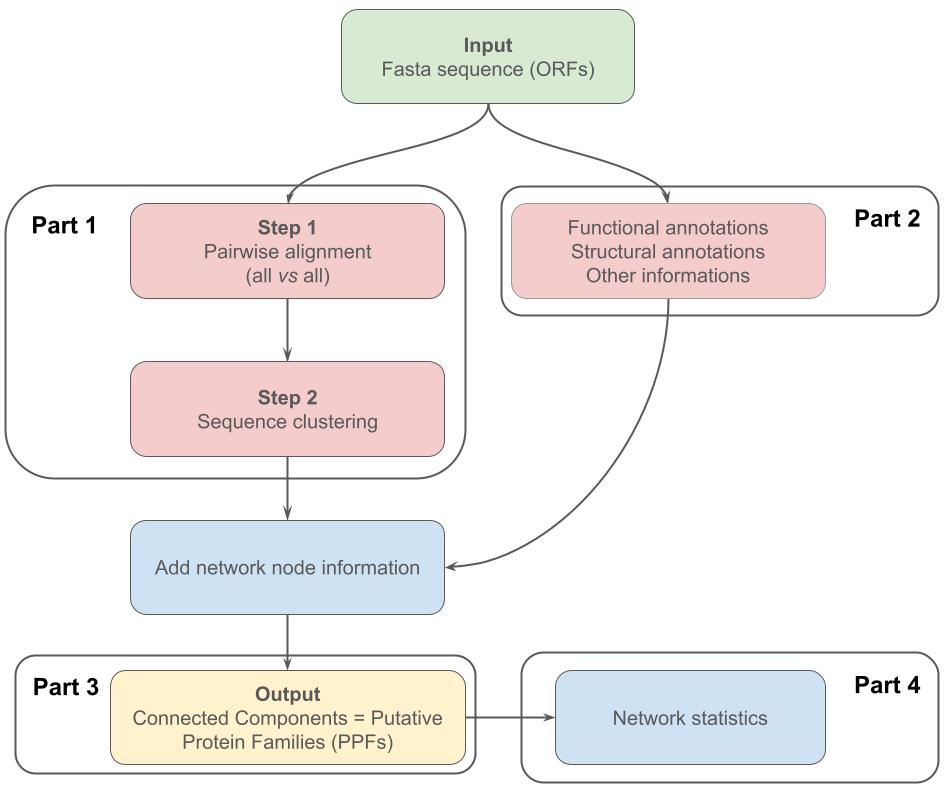 Input
Fasta sequence (ORFs)
Part 1
Step 1
Pairwise alignment
(all vs all)
Step 2
Sequence clustering
Part 2
Functional annotations
Structural annotations
Other informations
Add network node information
Part 3
Output
Connected Components = Putative
Protein Families (PPFs)
Part 4
Network statistics